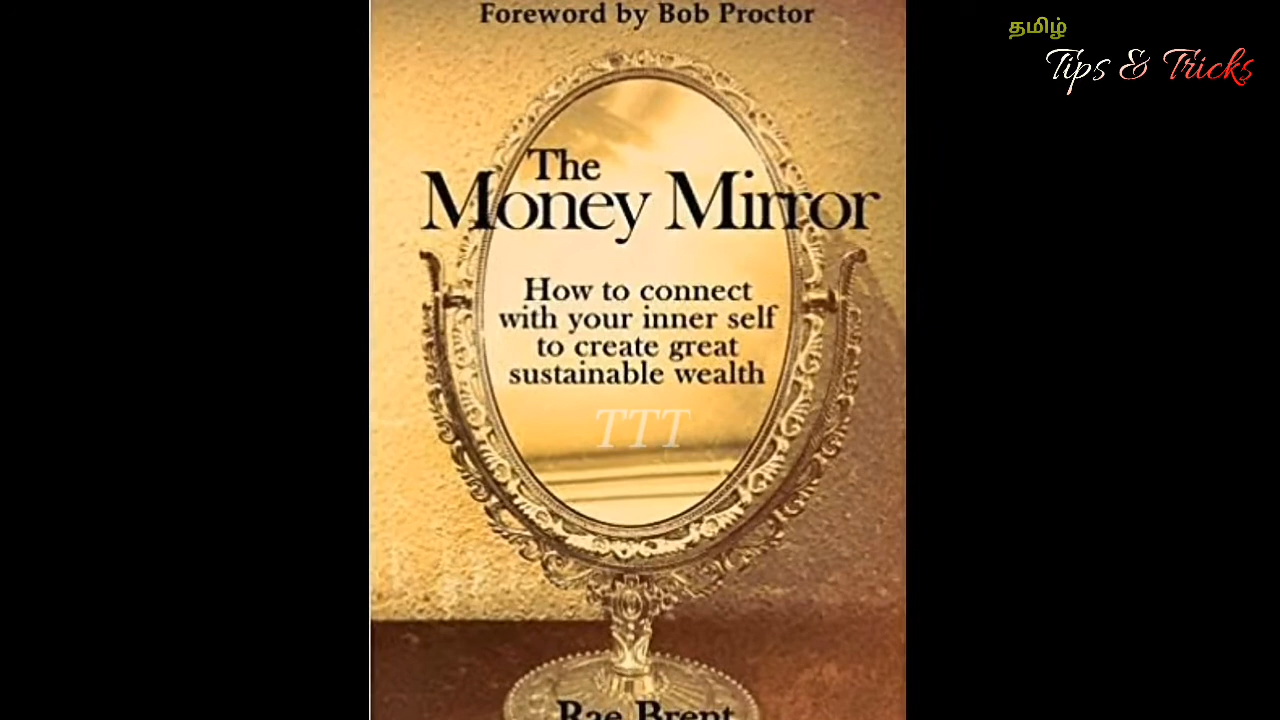 Foreword by Bob Proctor
தமிழ்
Tips & Tricks
The
Money Mirror
How to connect
with your inner self
to create great
sustainable wealth
TTT
Rae Brent